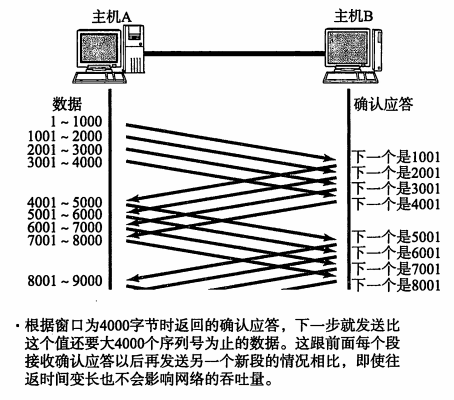 主机A
主机B
数据
确认应答
1～1000
1001～2000
2001～3000
3001～4000
下一个是1001
下一个是2001
下一个是3001
下一个是4001
4001～5000
5001～6000
6001～7000
7001～8000
下一个是5001
下一个是6001
下一个是7001
下一个是8001
8001～9000
·根据窗口为4000字节时返回的确认应答，下一步就发送比
这个值还要大4000个序列号为止的数据。这跟前面每个段
接收确认应答以后再发送另一个新段的情况相比，即使往
返时间变长也不会影响网络的吞吐量。